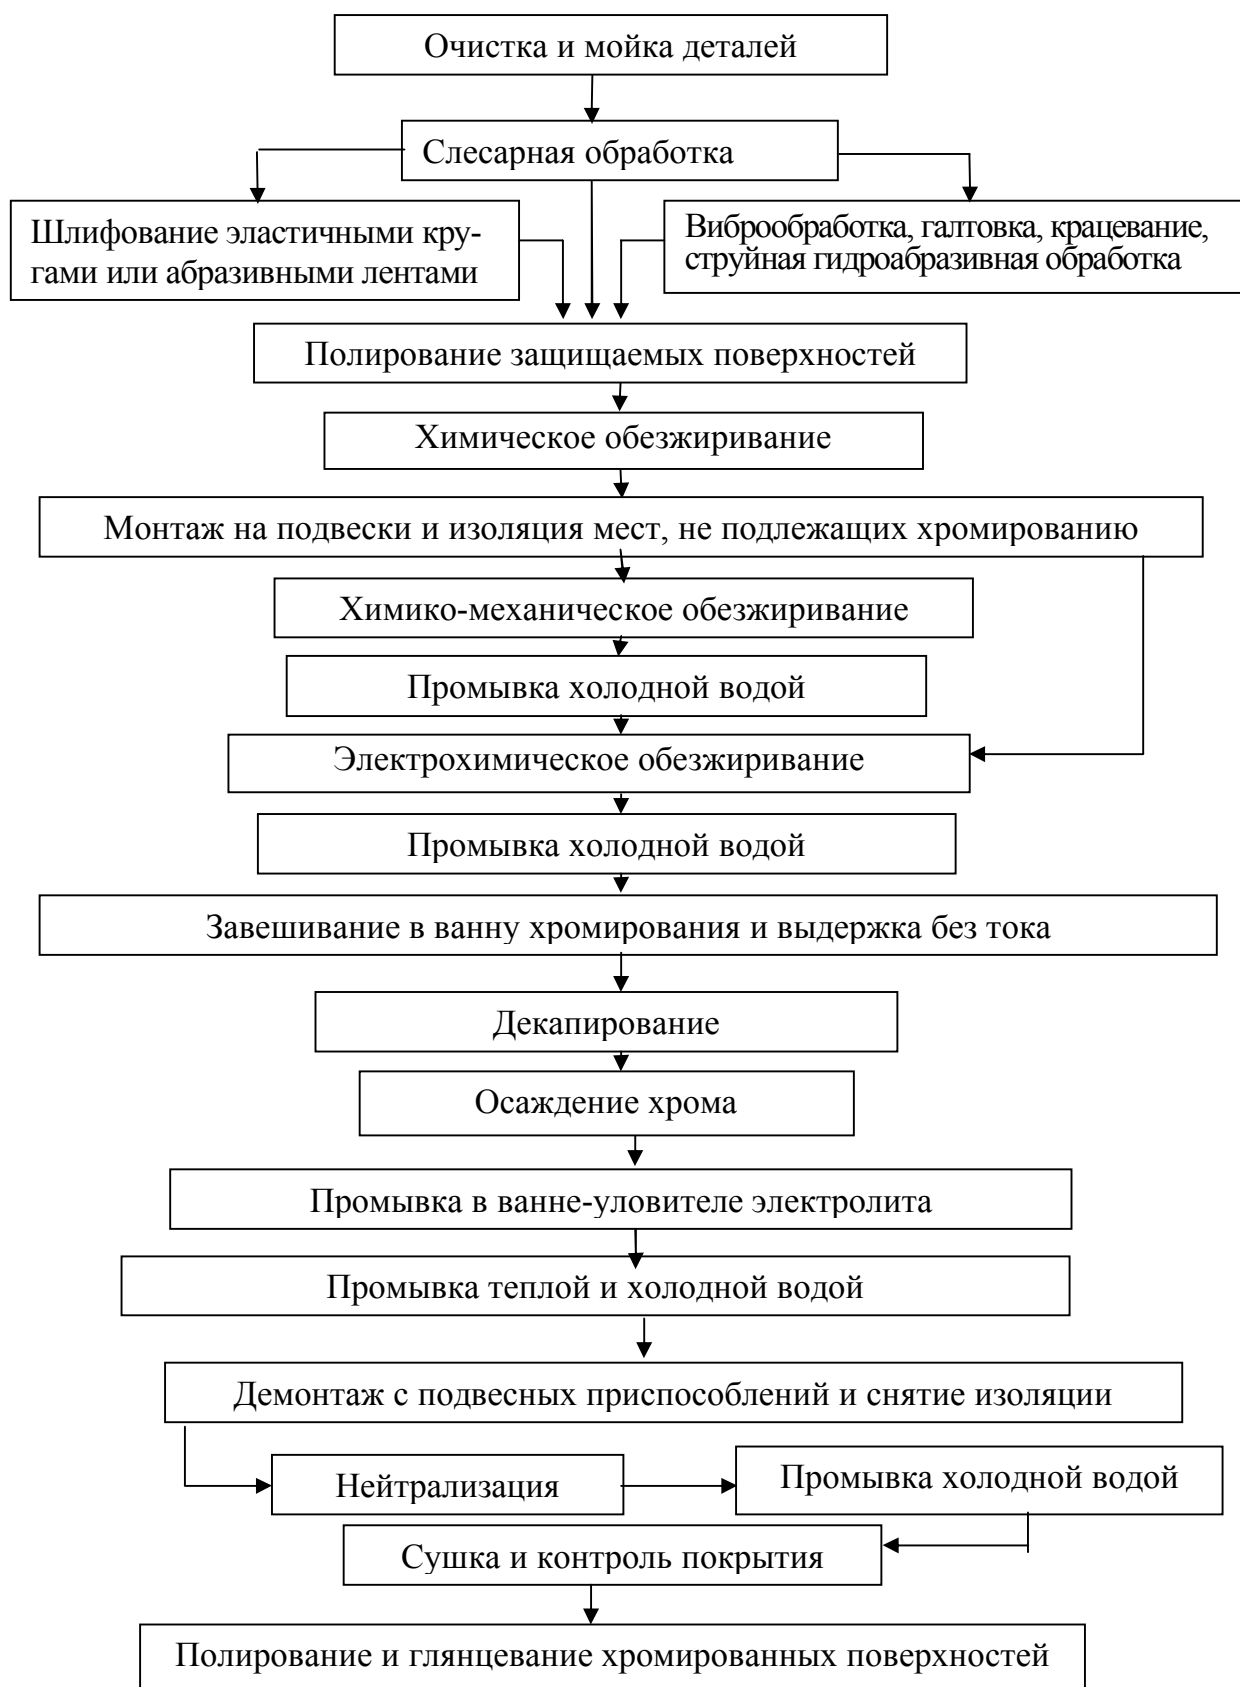 Очистка и мойка деталей
Слесарная обработка
Шлифование эластичными кру-
гами или абразивными лентами
Виброобработка, галтовка, крацевание,
струйная гидроабразивная обработка
Полирование защищаемых поверхностей
Химическое обезжиривание
Монтаж на подвески и изоляция мест, не подлежащих хромированию
Химико-механическое обезжиривание
Промывка холодной водой
Электрохимическое обезжиривание
Промывка холодной водой
Завешивание в ванну хромирования и выдержка без тока
Декапирование
Осаждение хрома
Промывка в ванне-уловителе электролита
Промывка теплой и холодной водой
Демонтаж с подвесных приспособлений и снятие изоляции
Нейтрализация
Промывка холодной водой
Сушка и контроль покрытия
Полирование и глянцевание хромированных поверхностей